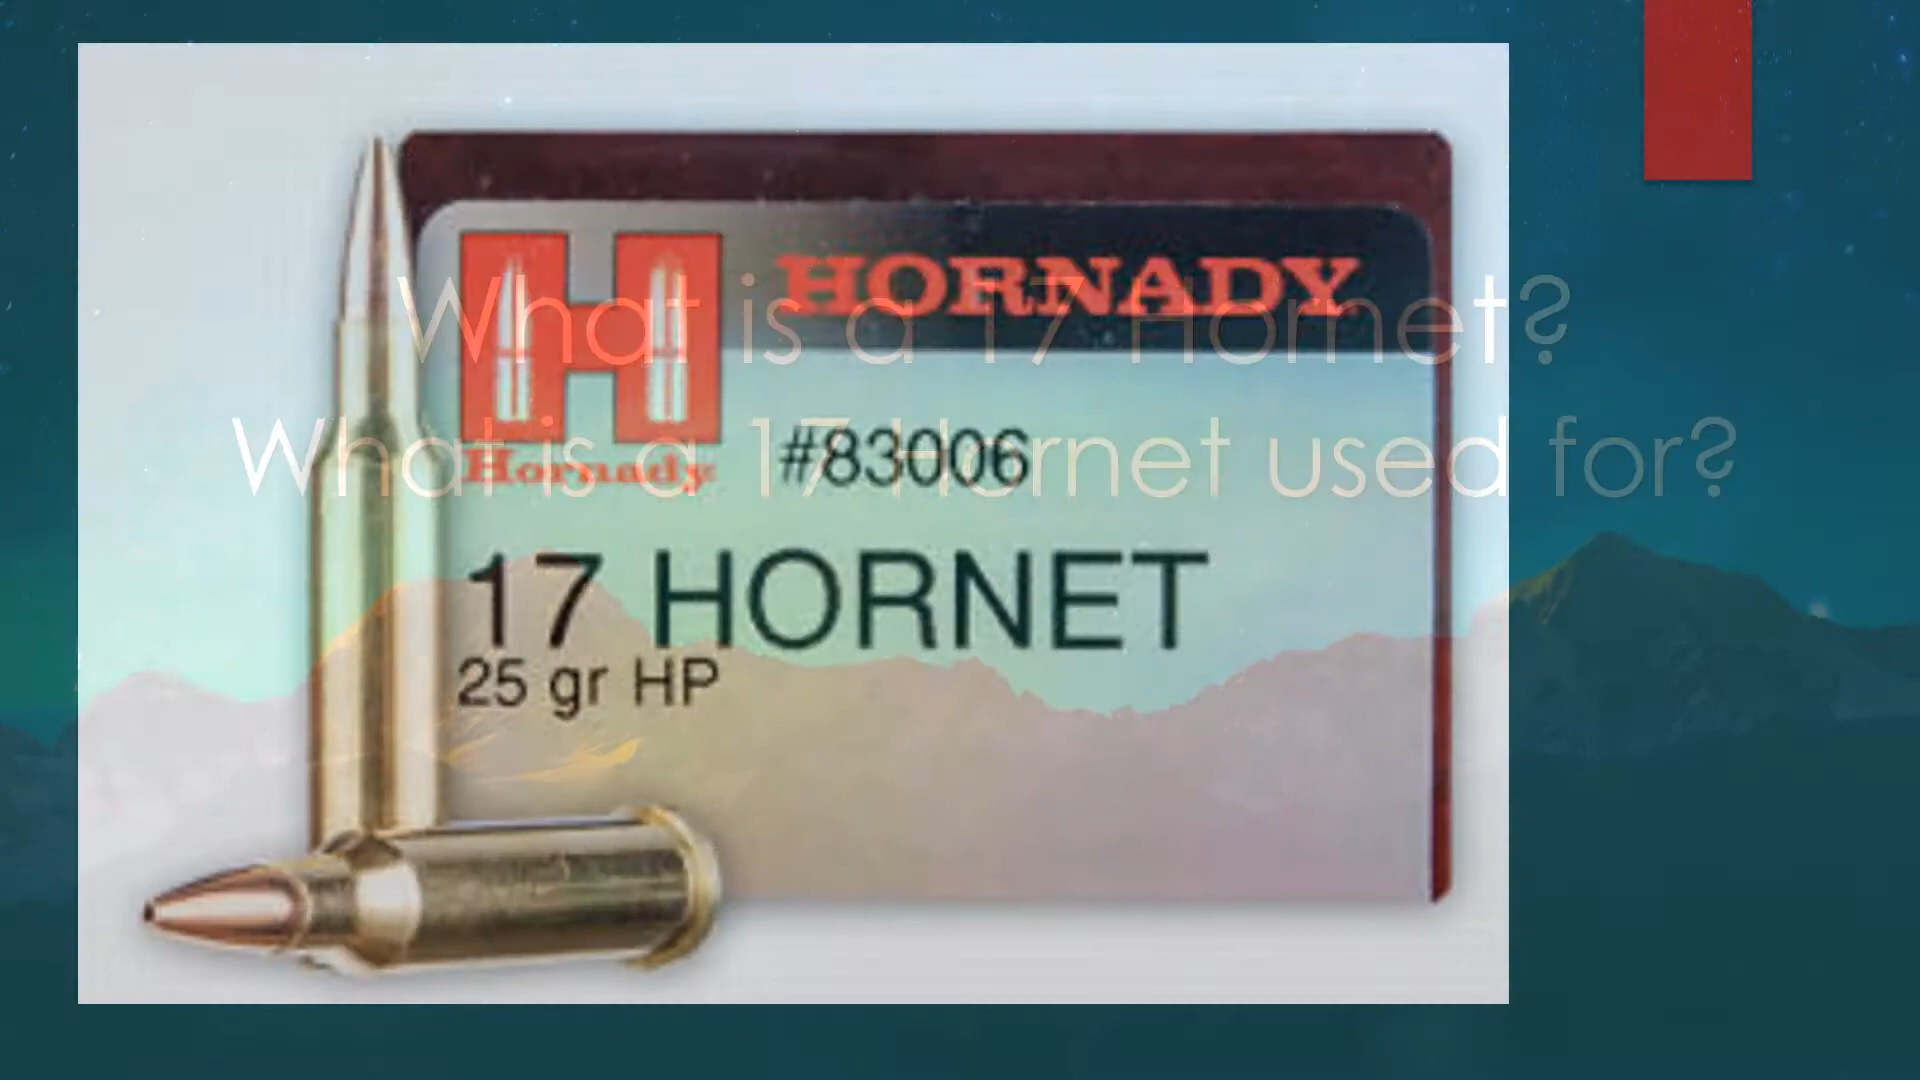 HORNADY
What is a 17 Hornet?
Hornady
#83006
What is a 17 Hornet used for?
17 HORNET
25 gr HP